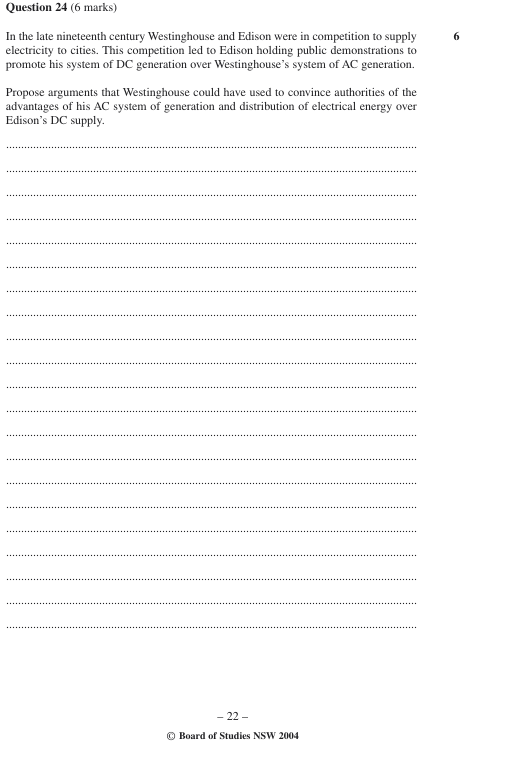 Question 24 (6 marks)
In the late nineteenth century Westinghouse and Edison were in competition to supply 6
electricity to cities. This competition led to Edison holding public demonstrations to
promote his system of DC generation over Westinghouse's system of AC generation.
Propose arguments that Westinghouse could have used to convince authorities of the
advantages of his AC system of generation and distribution of electrical energy over
Edison's DC supply.
– 22 –
© Board of Studies NSW 2004